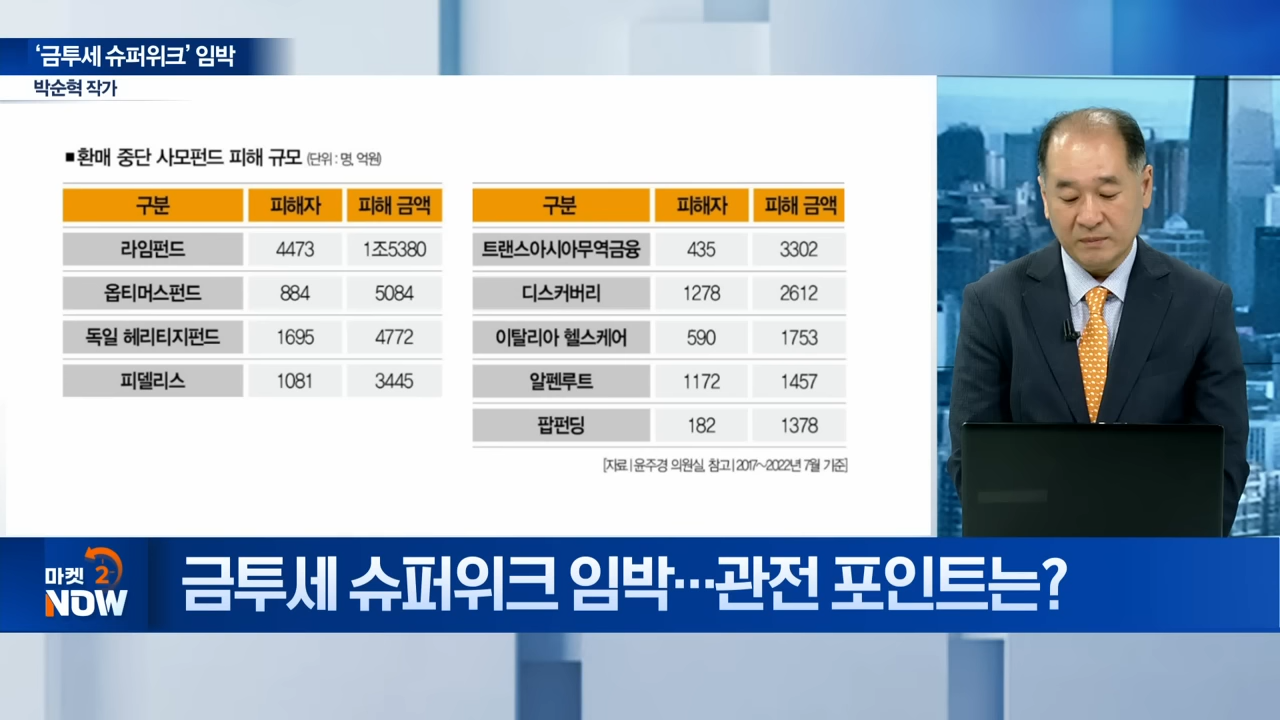 ‘금투세 슈퍼위크’ 임박
박순혁 작가
■환매 중단 사모펀드 피해 규모 (단위 : 명, 억원)
구분 피해자 피해 금액
라임펀드 4473 1조5380
옵티머스펀드 884 5084
독일 헤리티지펀드 1695 4772
피델리스 1081 3445
구분 피해자 피해 금액
트랜스아시아무역금융 435 3302
디스커버리 1278 2612
이탈리아 헬스케어 590 1753
알펜루트 1172 1457
팝펀딩 182 1378
[자료 | 윤주경 의원실, 참고 | 2017~2022년 7월 기준]
마켓 2
NOW
금투세 슈퍼위크 임박…관전 포인트는?